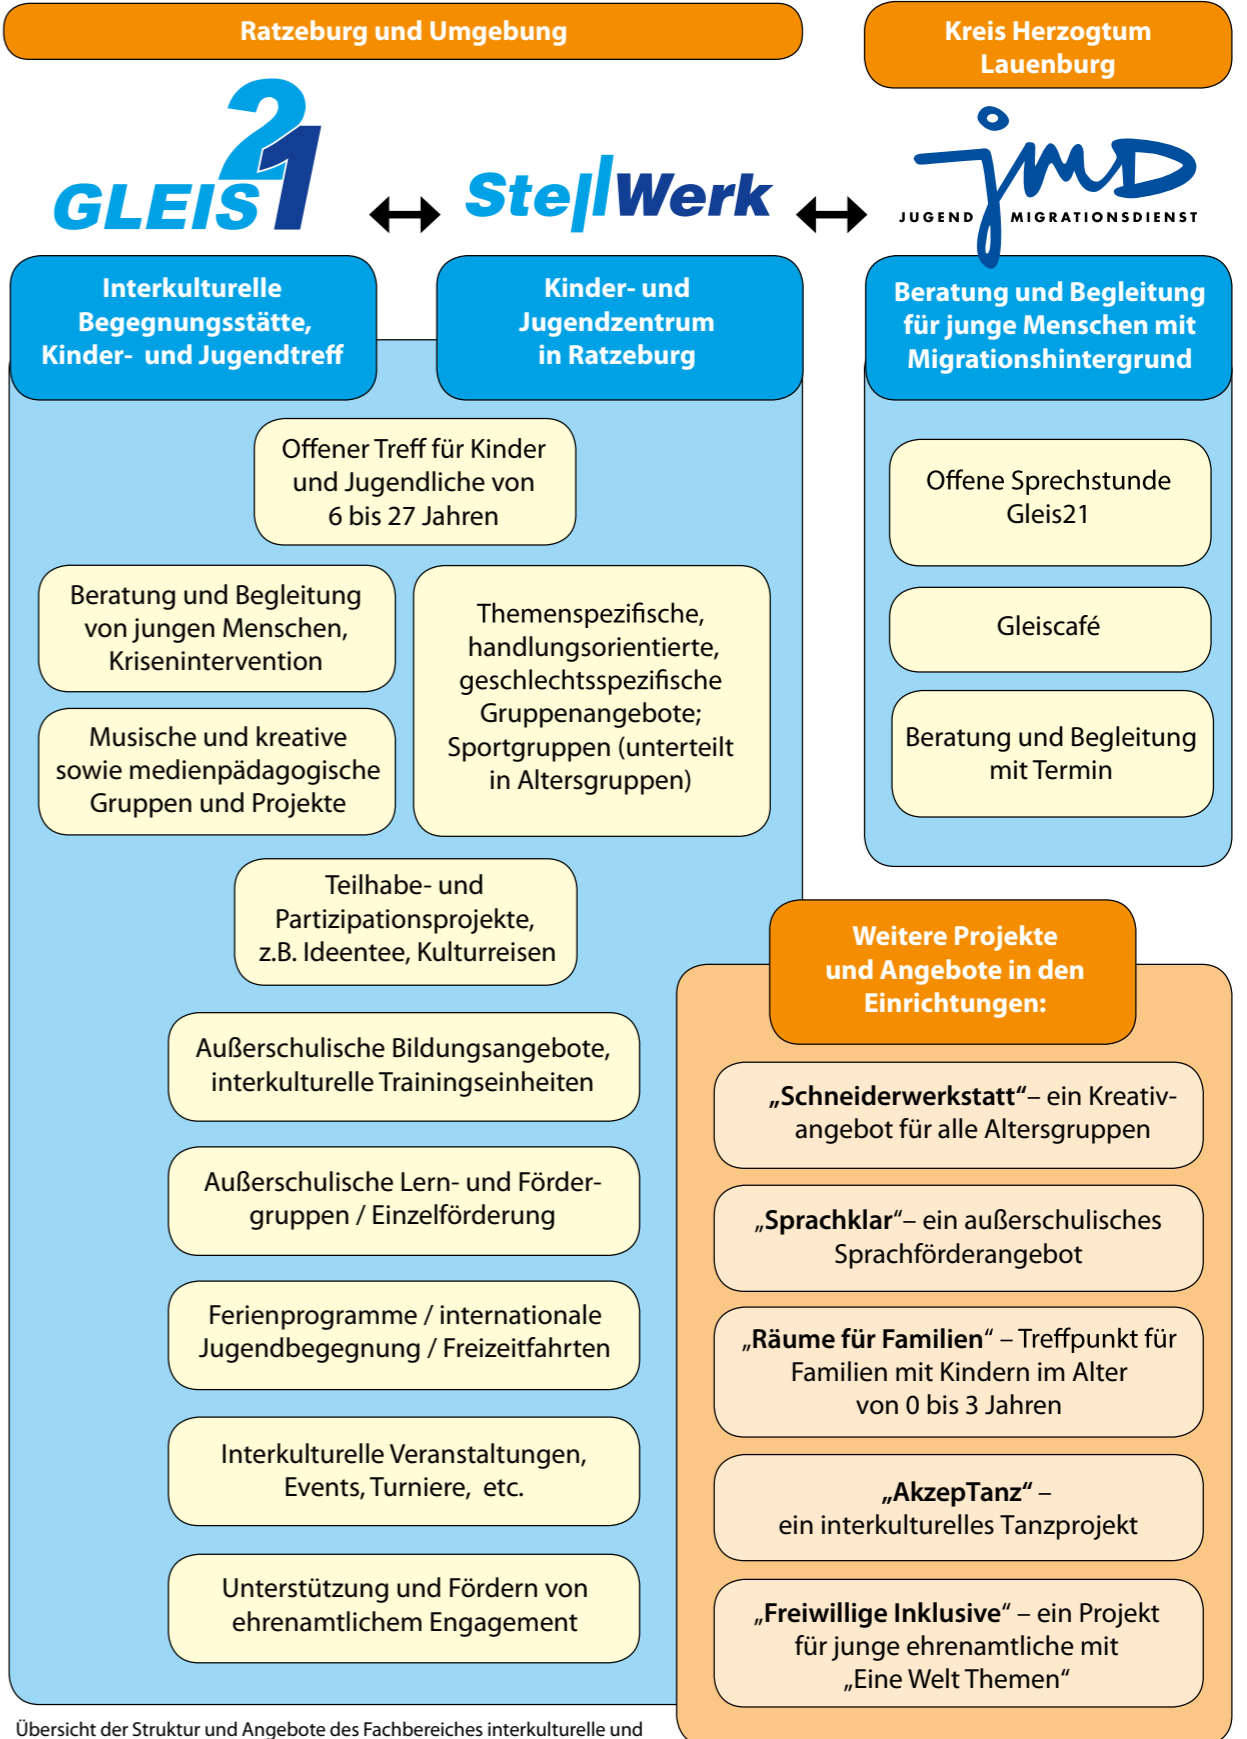 Ratzeburg und Umgebung
Kreis Herzogtum
Lauenburg
GLEIS 21
StellWerk
jmd
JUGEND MIGRATIONSDIENST
Interkulturelle
Begegnungsstätte,
Kinder- und Jugendtreff
Kinder- und
Jugendzentrum
in Ratzeburg
Beratung und Begleitung
für junge Menschen mit
Migrationshintergrund
Offener Treff für Kinder
und Jugendliche von
6 bis 27 Jahren
Beratung und Begleitung
von jungen Menschen,
Krisenintervention
Themenspezifische,
handlungsorientierte,
geschlechtsspezifische
Gruppenangebote;
Sportgruppen (unterteilt
in Altersgruppen)
Musische und kreative
sowie medienpädagogische
Gruppen und Projekte
Teilhabe- und
Partizipationsprojekte,
z.B. Ideentee, Kulturreisen
Außerschulische Bildungsangebote,
interkulturelle Trainingseinheiten
Außerschulische Lern- und Förder-
gruppen / Einzelförderung
Ferienprogramme / internationale
Jugendbegegnung / Freizeitfahrten
Interkulturelle Veranstaltungen,
Events, Turniere, etc.
Unterstützung und Fördern von
ehrenamtlichem Engagement
Offene Sprechstunde
Gleis21
Gleiscafé
Beratung und Begleitung
mit Termin
Weitere Projekte
und Angebote in den
Einrichtungen:
„Schneiderwerkstatt“– ein Kreativ-
angebot für alle Altersgruppen
„Sprachklar“– ein außerschulisches
Sprachförderangebot
„Räume für Familien“ – Treffpunkt für
Familien mit Kindern im Alter
von 0 bis 3 Jahren
„AkzepTanz“ –
ein interkulturelles Tanzprojekt
„Freiwillige Inklusive“ – ein Projekt
für junge ehrenamtliche mit
„Eine Welt Themen“
Übersicht der Struktur und Angebote des Fachbereiches interkulturelle und